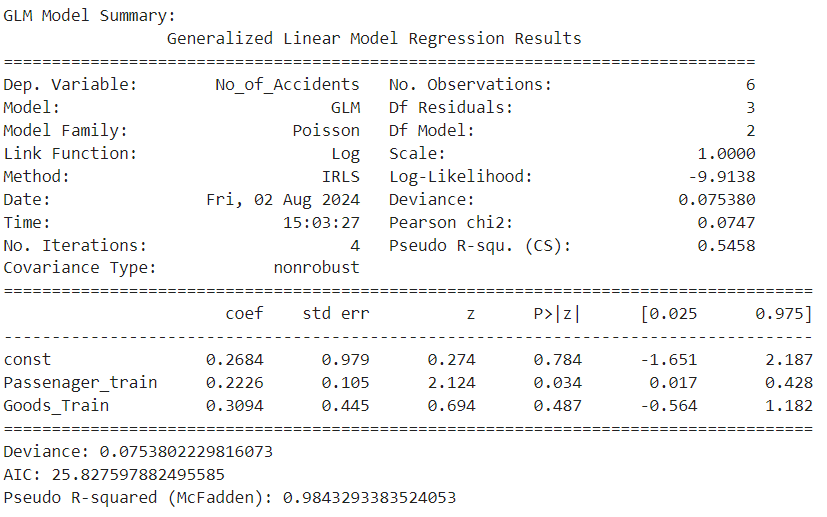 GLM Model Summary:
Generalized Linear Model Regression Results
==============================================================================
Dep. Variable: No_of_Accidents No. Observations: 6
Model: GLM Df Residuals: 3
Model Family: Poisson Df Model: 2
Link Function: Log Scale: 1.0000
Method: IRLS Log-Likelihood: -9.9138
Date: Fri, 02 Aug 2024 Deviance: 0.075380
Time: 15:03:27 Pearson chi2: 0.0747
No. Iterations: 4 Pseudo R-squ. (CS): 0.5458
Covariance Type: nonrobust
====================================================================================
coef std err z P>|z| [0.025 0.975]
------------------------------------------------------------------------------------
const 0.2684 0.979 0.274 0.784 -1.651 2.187
Passenager_train 0.2226 0.105 2.124 0.034 0.017 0.428
Goods_Train 0.3094 0.445 0.694 0.487 -0.564 1.182
====================================================================================
Deviance: 0.0753802229816073
AIC: 25.827597882495585
Pseudo R-squared (McFadden): 0.9843293383524053